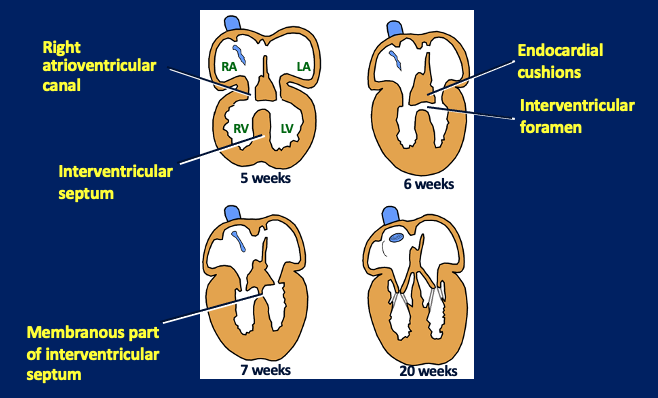 Right
atrioventricular
canal
RA
LA
RV
LV
Interventricular
septum
5 weeks
Endocardial
cushions
Interventricular
foramen
6 weeks
Membranous part
of interventricular
septum
7 weeks
20 weeks